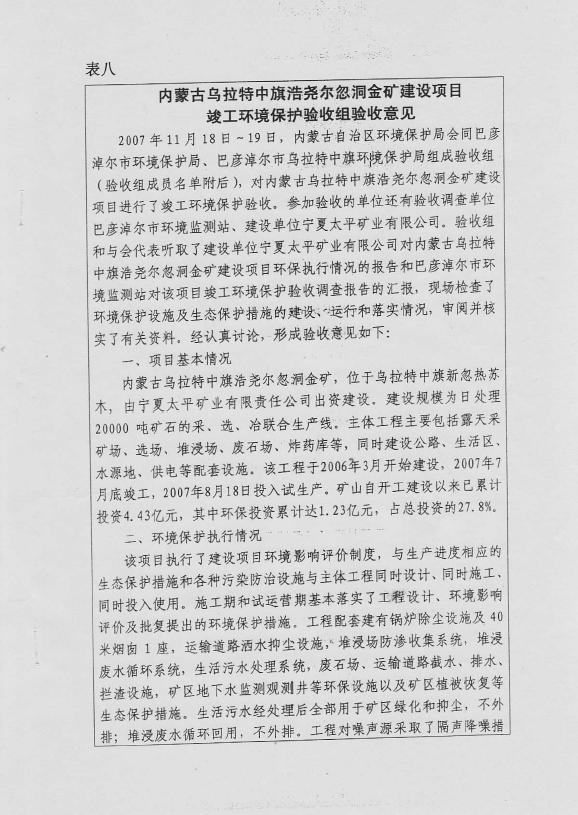 表八
内蒙古乌拉特中旗浩尧尔忽洞金矿建设项目
竣工环境保护验收组验收意见
2007年11月18日~19日，内蒙古自治区环境保护局会同巴彦
淖尔市环境保护局、巴彦淖尔市乌拉特中旗环境保护局组成验收组
（验收组成员名单附后），对内蒙古乌拉特中旗浩尧尔忽洞金矿建设
项目进行了竣工环境保护验收。参加验收的单位还有验收调查单位
巴彦淖尔市环境监测站、建设单位宁夏太平矿业有限公司。验收组
和与会代表听取了建设单位宁夏太平矿业有限公司对内蒙古乌拉特
中旗浩尧尔忽洞金矿建设项目环保执行情况的报告和巴彦淖尔市环
境监测站对该项目竣工环境保护验收调查报告的汇报，现场检查了
环境保护设施及生态保护措施的建设、运行和落实情况，审阅并核
实了有关资料。经认真讨论，形成验收意见如下：
一、项目基本情况
内蒙古乌拉特中旗浩尧尔忽洞金矿，位于乌拉特中旗新忽热苏
木，由宁夏太平矿业有限责任公司出资建设。建设规模为日处理
20000 吨矿石的采、选、冶联合生产线。主体工程主要包括露天采
矿场、选场、堆浸场、废石场、炸药库等，同时建设公路、生活区、
水源地、供电等配套设施。该工程于2006年3月开始建设，2007年7
月底竣工，2007年8月18日投入试生产。矿山自开工建设以来已累计
投资4.43亿元，其中环保投资累计达1.23亿元，占总投资的27.8%。
二、环境保护执行情况
该项目执行了建设项目环境影响评价制度，与生产进度相应的
生态保护措施和各种污染防治设施与主体工程同时设计、同时施工、
同时投入使用。施工期和试运营期基本落实了工程设计、环境影响
评价及批复提出的环境保护措施。工程配套建有锅炉除尘设施及 40
米烟囱 1 座，运输道路洒水抑尘设施，堆浸场防渗收集系统，堆浸
废水循环系统，生活污水处理系统，废石场、运输道路截水、排水、
拦渣设施，矿区地下水监测观测井等环保设施以及矿区植被恢复等
生态保护措施。生活污水经处理后全部用于矿区绿化和抑尘，不外
排；堆浸废水循环回用，不外排。工程对噪声源采取了隔声降噪措